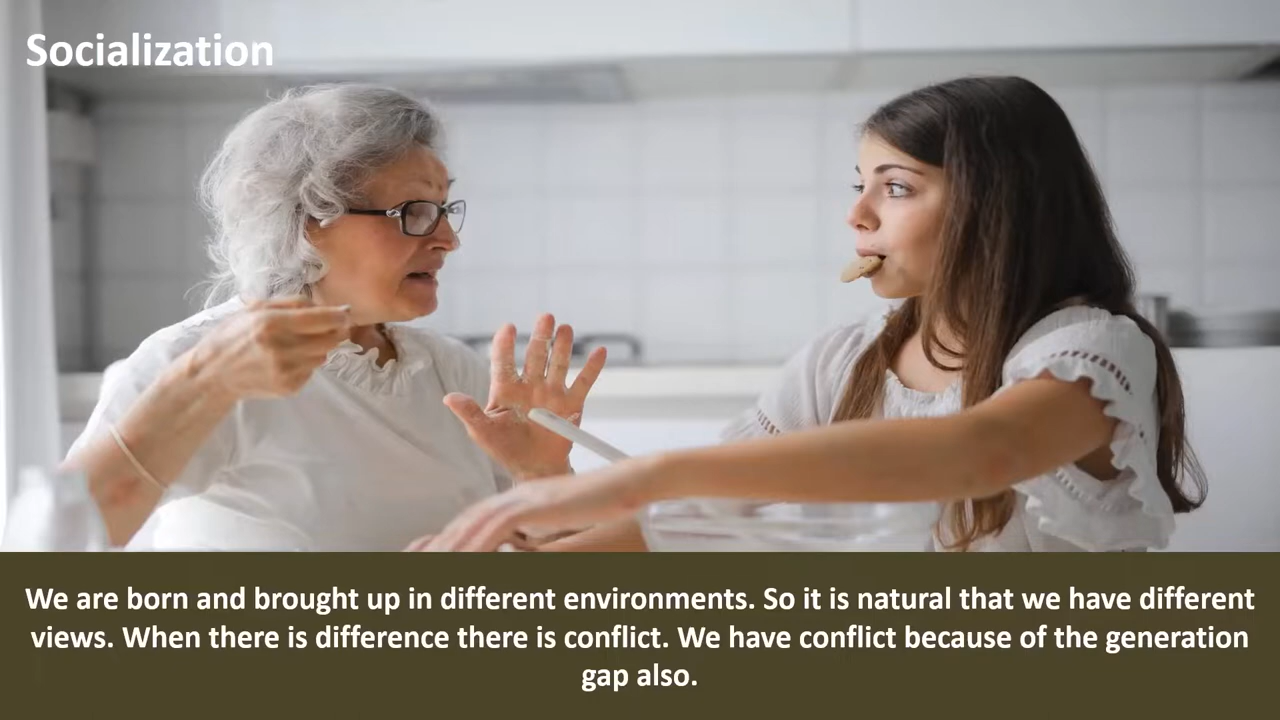 Socialization
We are born and brought up in different environments. So it is natural that we have different
views. When there is difference there is conflict. We have conflict because of the generation
gap also.